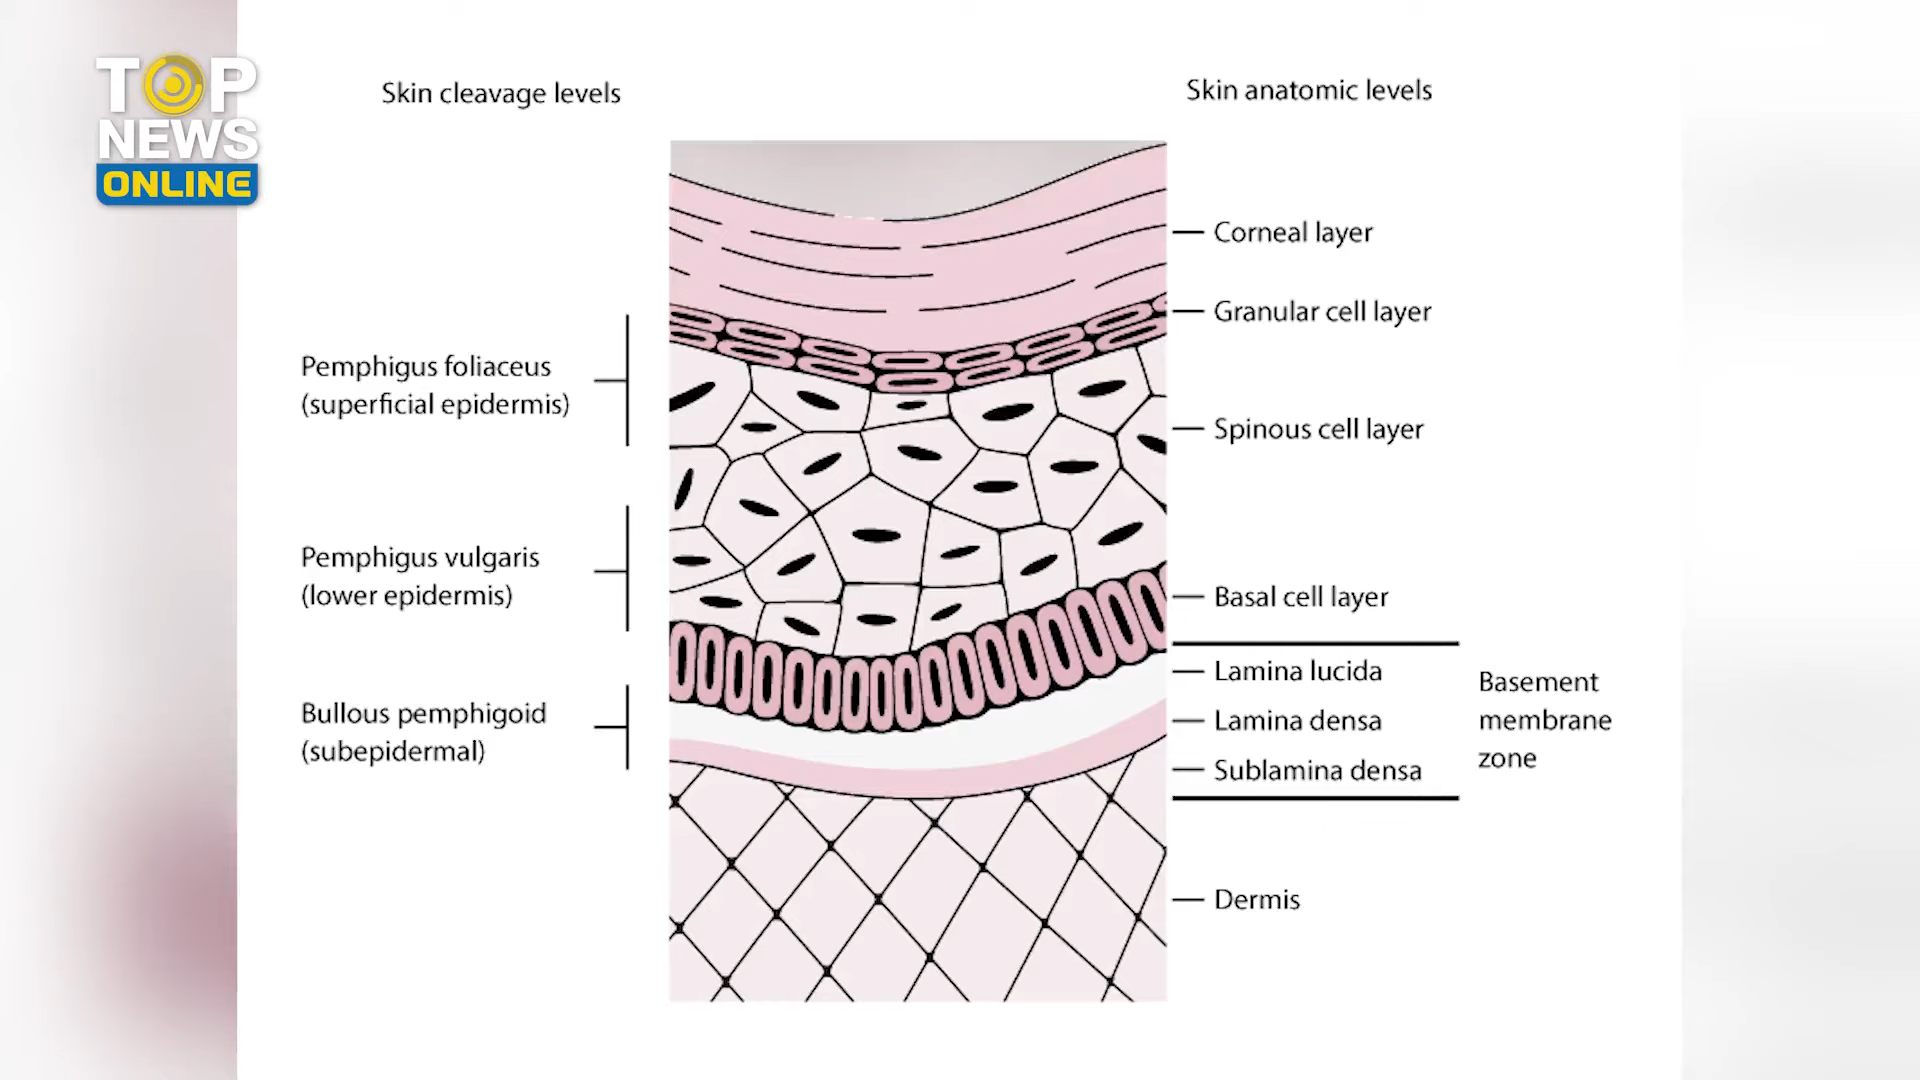 TOP
NEWS
ONLINE
Skin cleavage levels
Skin anatomic levels
Corneal layer
Granular cell layer
Pemphigus foliaceus
(superficial epidermis)
Spinous cell layer
Pemphigus vulgaris
(lower epidermis)
Basal cell layer
Bullous pemphigoid
(subepidermal)
Lamina lucida
Lamina densa
Sublamina densa
Basement
membrane
zone
Dermis